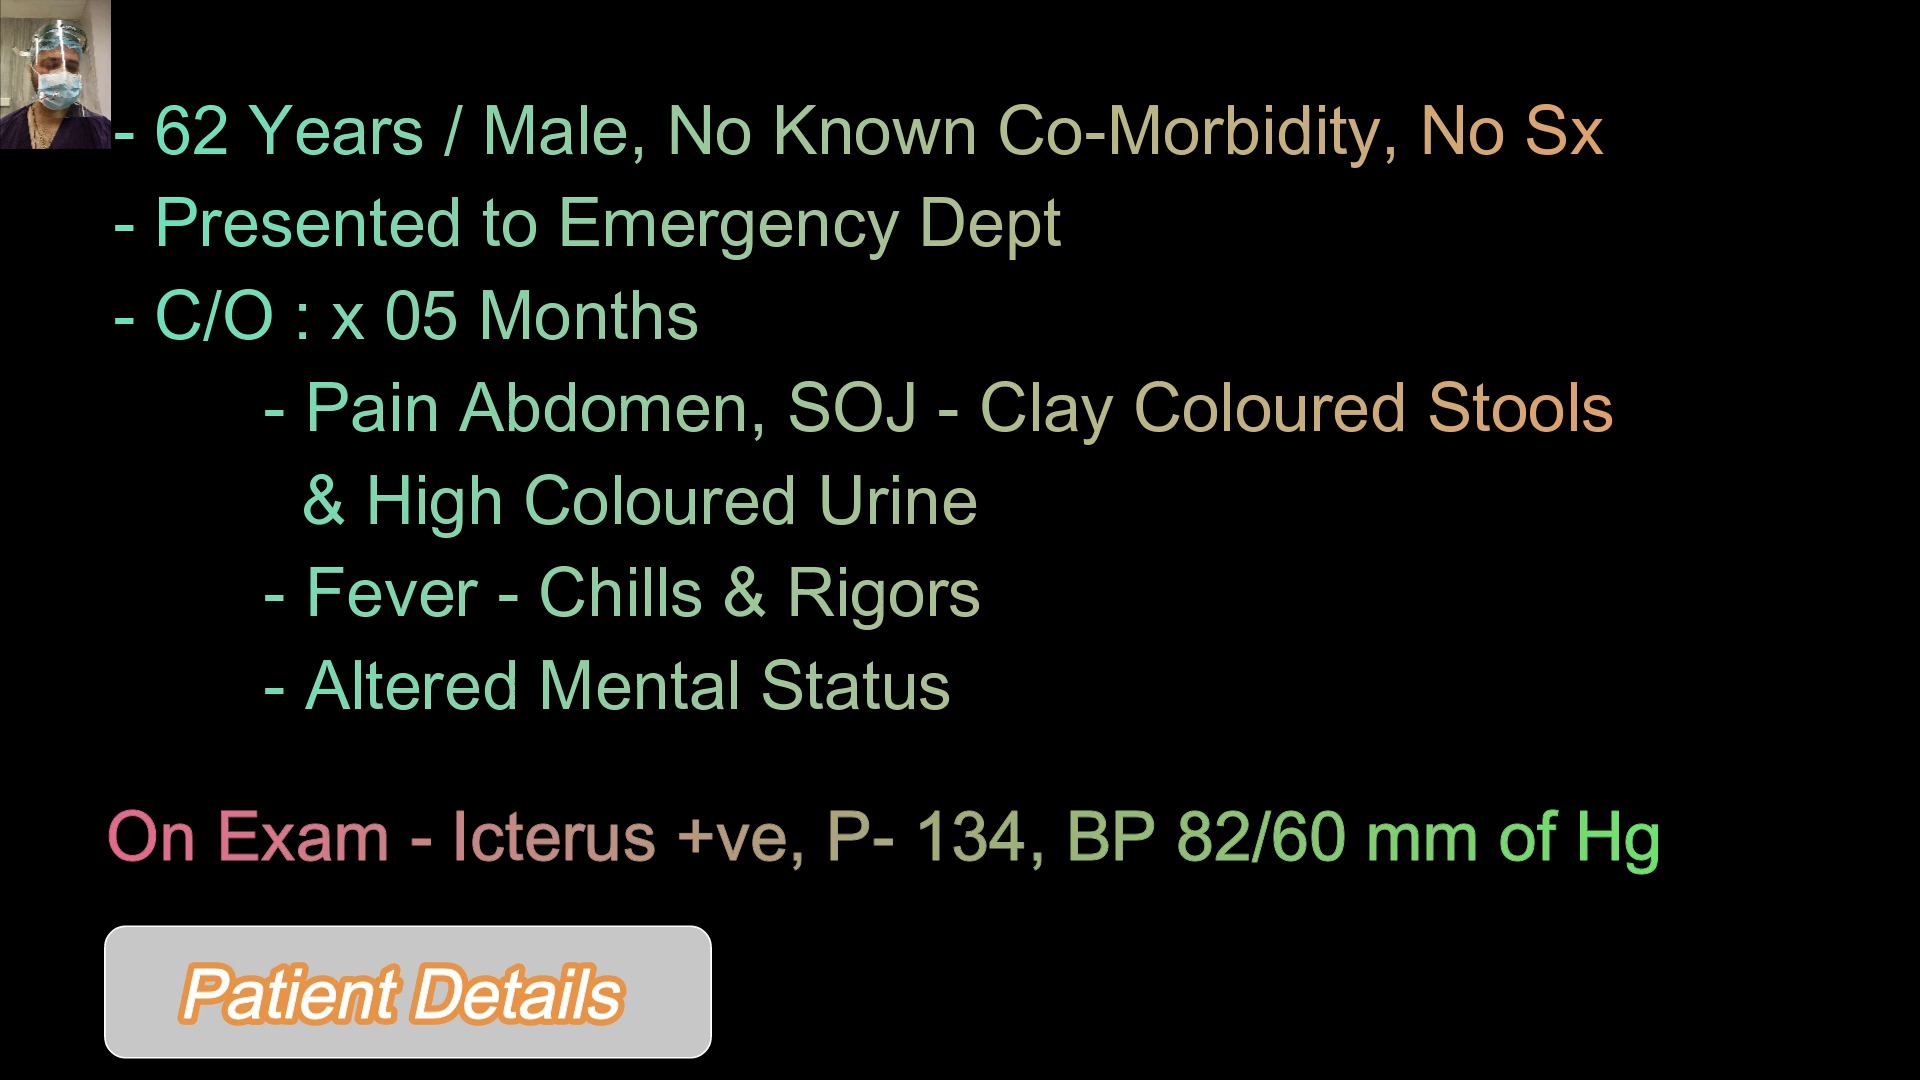 - 62 Years / Male, No Known Co-Morbidity, No Sx
- Presented to Emergency Dept
- C/O : x 05 Months
- Pain Abdomen, SOJ - Clay Coloured Stools
& High Coloured Urine
- Fever - Chills & Rigors
- Altered Mental Status
On Exam - Icterus +ve, P- 134, BP 82/60 mm of Hg
Patient Details